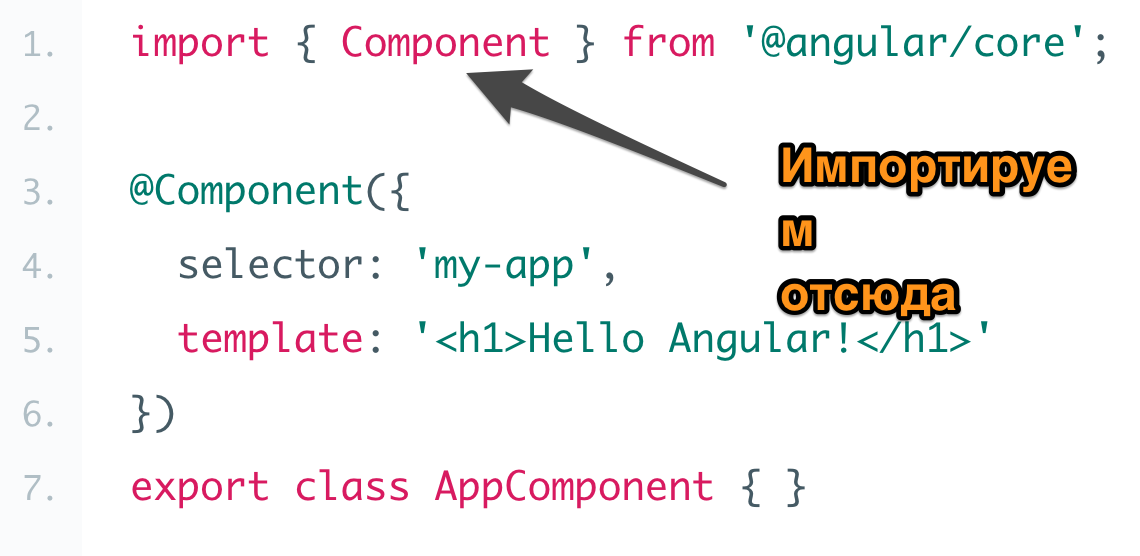 1. import { Component } from '@angular/core';
2.
3. @Component({
Импортируе
м
4. selector: 'my-app',
отсюда
5. template: '<h1>Hello Angular!</h1>'
6. })
7. export class AppComponent { }